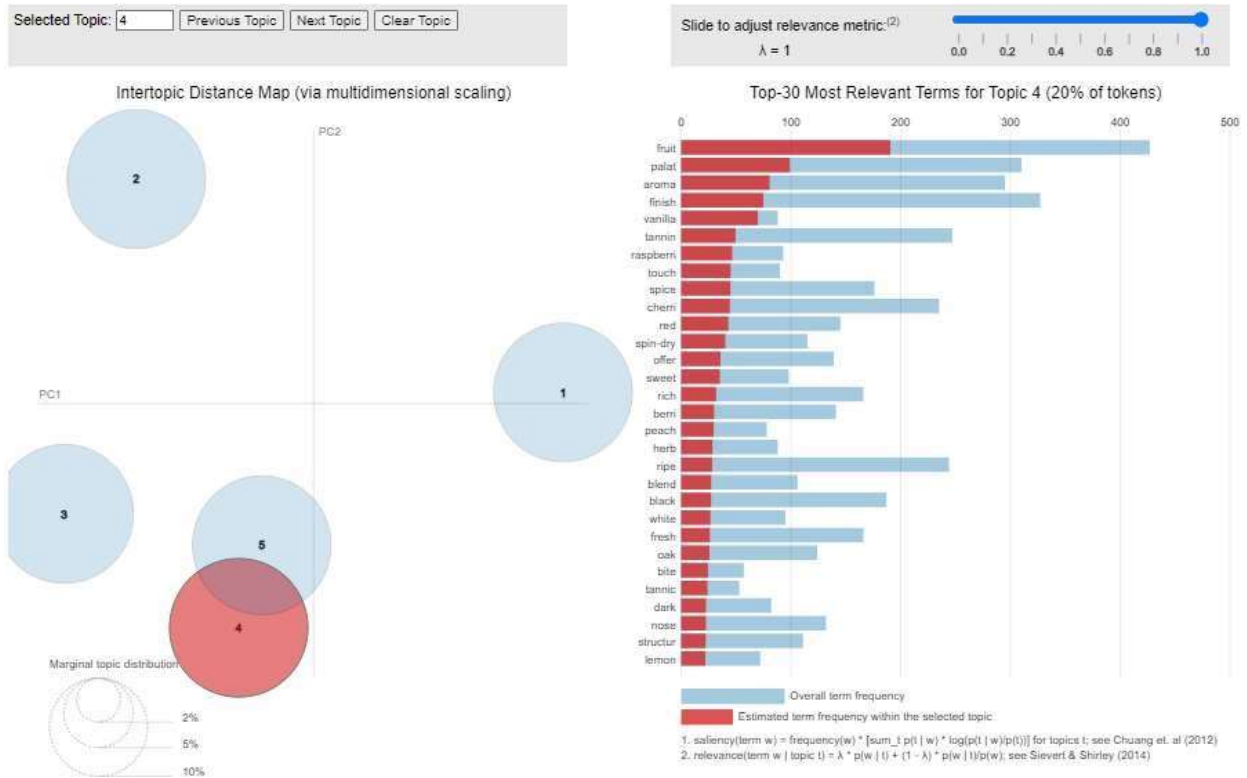 Selected Topic: 4 Previous Topic Next Topic Clear Topic
Slide to adjust relevance metric:(2)
λ = 1
0.0 0.2 0.4 0.6 0.8 1.0
Intertopic Distance Map (via multidimensional scaling)
PC2
PC1
2
1
3
5
4
Marginal topic distribution
2%
5%
10%
Top-30 Most Relevant Terms for Topic 4 (20% of tokens)
0 100 200 300 400 500
fruit
palat
aroma
finish
vanilla
tannin
raspberri
touch
spice
cherri
red
spin-dry
offer
sweet
rich
berri
peach
herb
ripe
blend
black
white
fresh
oak
bite
tannic
dark
nose
structur
lemon
Overall term frequency
Estimated term frequency within the selected topic
1. saliency(term w) = frequency(w) * [sum_t p(t | w) * log(p(t | w)/p(t))] for topics t; see Chuang et. al (2012)
2. relevance(term w | topic t) = λ * p(w | t) + (1 - λ) * p(w | t)/p(w); see Sievert & Shirley (2014)